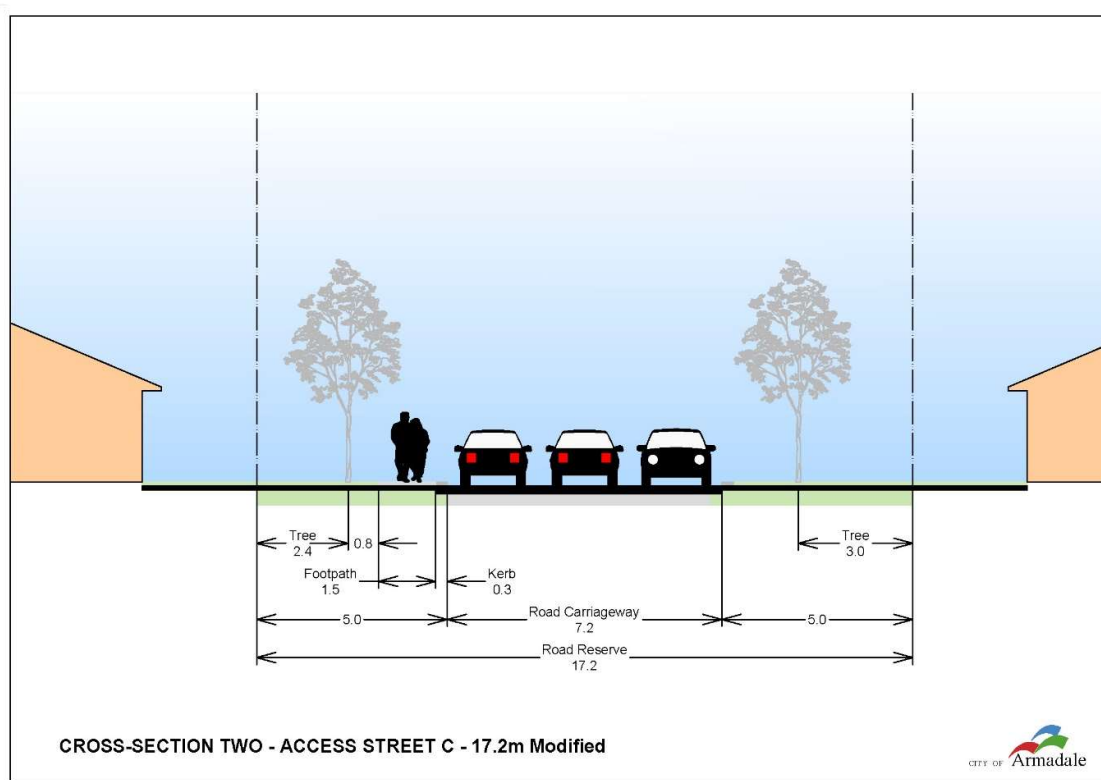 Tree
2.4
0.8
Tree
3.0
Footpath
1.5
Kerb
0.3
5.0
Road Carriageway
7.2
5.0
Road Reserve
17.2
CROSS-SECTION TWO - ACCESS STREET C - 17.2m Modified
CITY OF Armadale